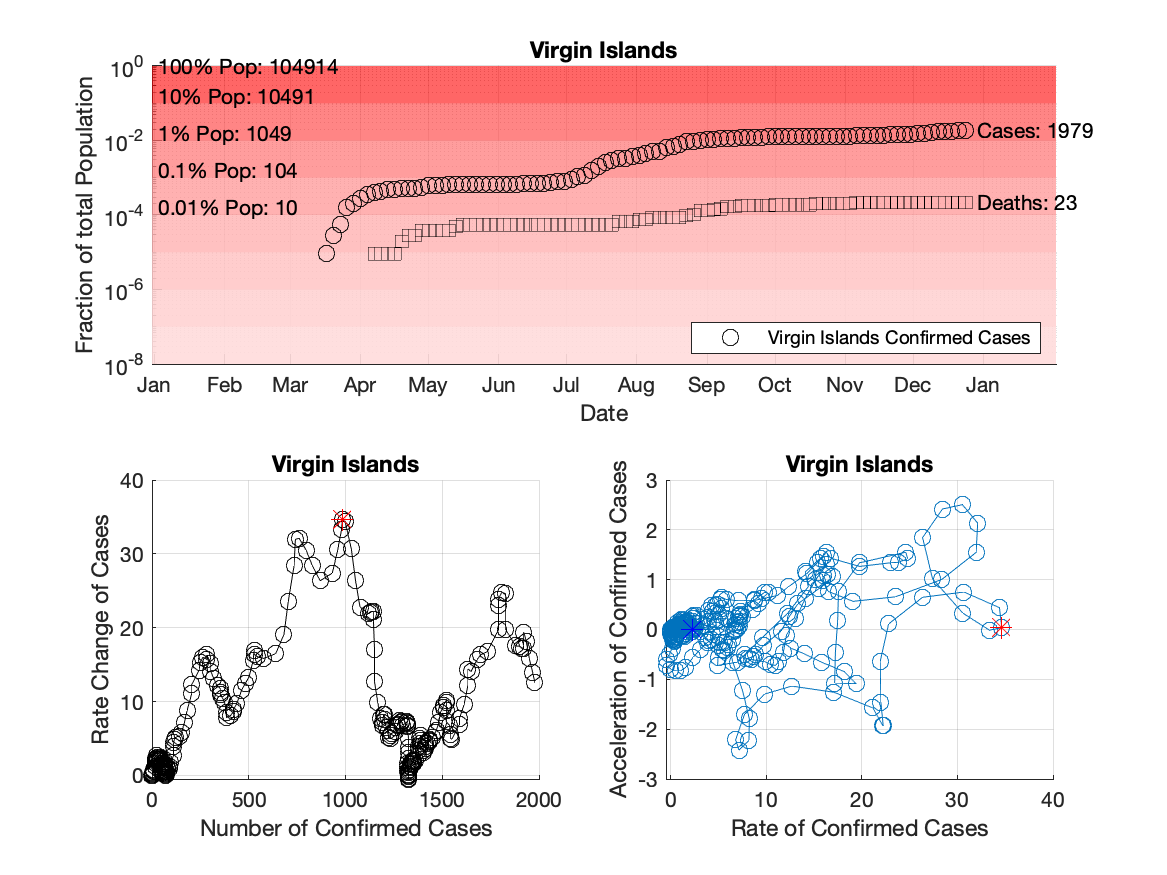 Virgin Islands
Fraction of total Population
10^0
10^-2
10^-4
10^-6
10^-8
100% Pop: 104914
10% Pop: 10491
1% Pop: 1049
0.1% Pop: 104
0.01% Pop: 10
Cases: 1979
Deaths: 23
Virgin Islands Confirmed Cases
Jan Feb Mar Apr May Jun Jul Aug Sep Oct Nov Dec Jan
Date
Virgin Islands
Rate Change of Cases
40
30
20
10
0
0 500 1000 1500 2000
Number of Confirmed Cases
Virgin Islands
Acceleration of Confirmed Cases
3
2
1
0
-1
-2
-3
0 10 20 30 40
Rate of Confirmed Cases